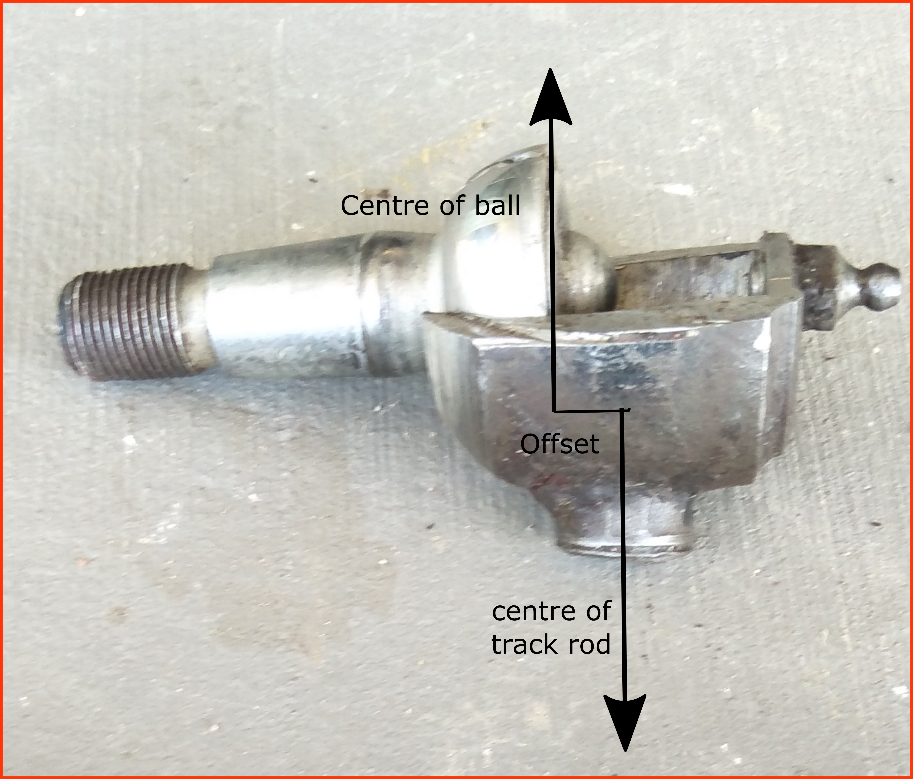 Centre of ball
Offset
centre of
track rod